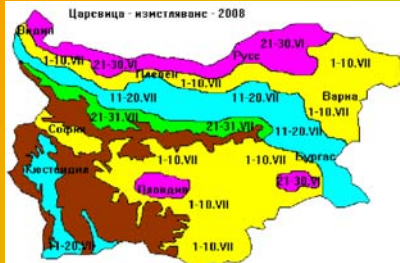 Царевица - измстляванс - 2008
Видин
21-30.VI
Русе
21-30.VI
1-10.VII
Плевен
1-10.VII
1-10.VII
11-20.VII
11-20.VII
Варна
1-10.VII
21-31.VII
21-31.VII
11-20.VII
София
1-10.VII
1-10.VII
Бургас
Кюстендил
Пловдив
21-30.VI
1-10.VII
11-20.VII
1-10.VII